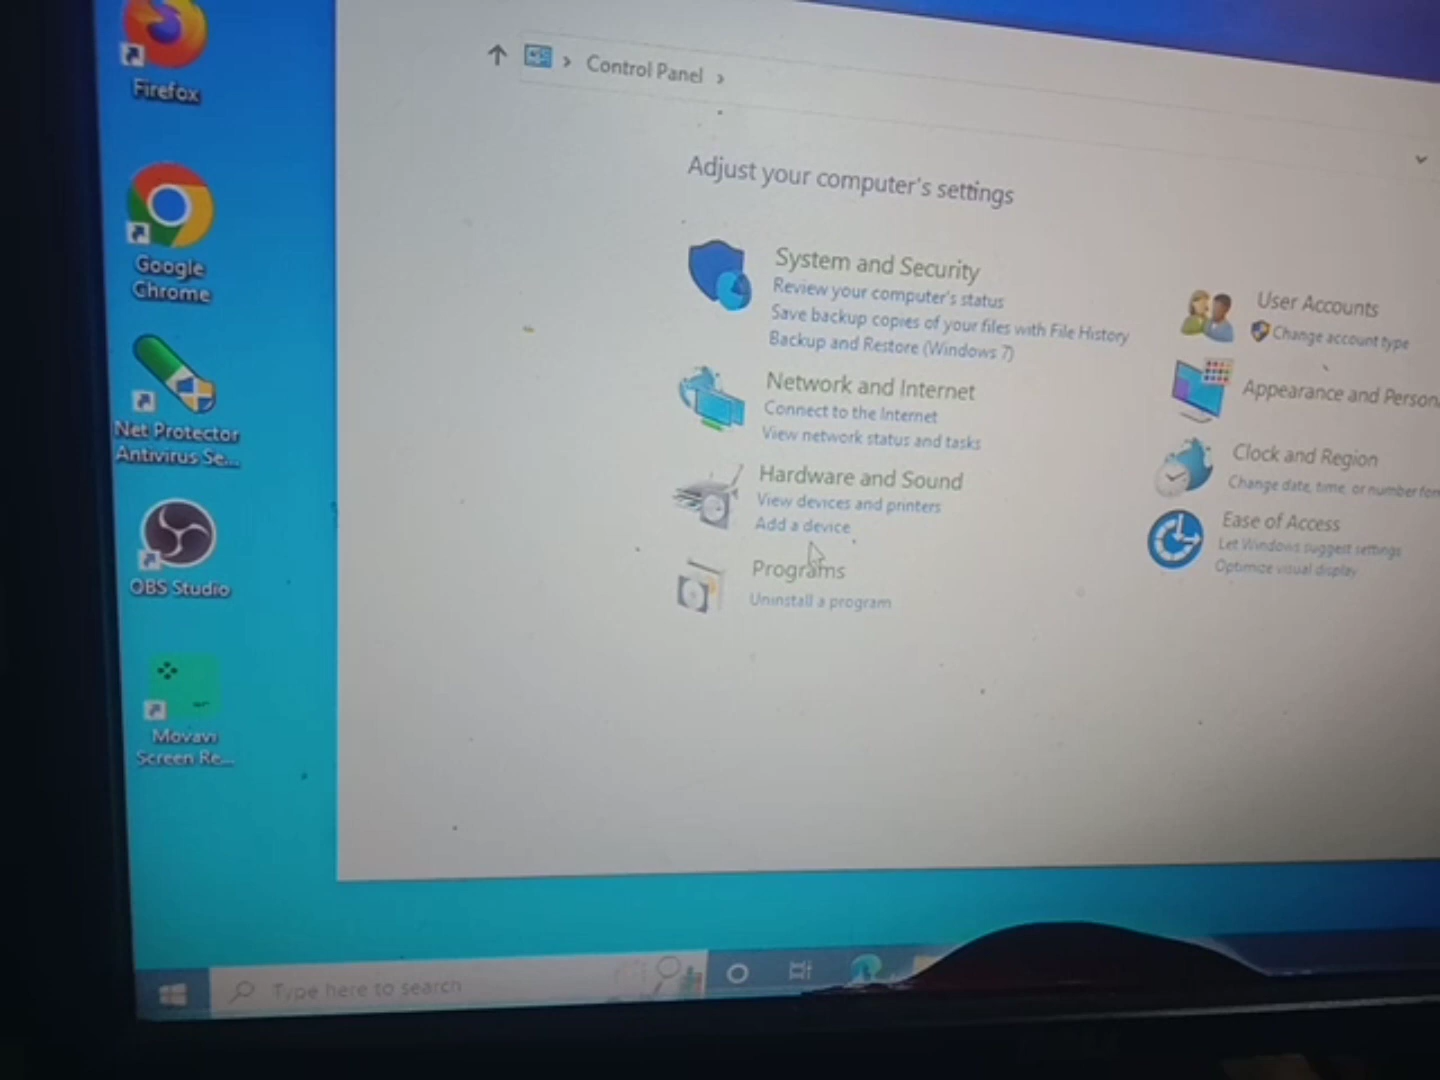 Firefox
Google
Chrome
Net Protector
Antivirus Se...
OBS Studio
Movavi
Screen Re...
Control Panel
Adjust your computer's settings
System and Security
Review your computer's status
Save backup copies of your files with File History
Backup and Restore (Windows 7)
Network and Internet
Connect to the Internet
View network status and tasks
Hardware and Sound
View devices and printers
Add a device
Programs
Uninstall a program
User Accounts
Change account type
Appearance and Person
Clock and Region
Change date, time, or number for
Ease of Access
Let Windows suggest settings
Optimize visual display
Type here to search